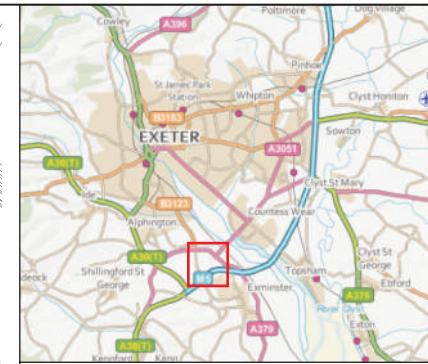 Cowley
A396
Poltimore
Dog Village
Pinhoe
St James' Park
Station
Whipton
Clyst Honiton
B3183
EXETER
Sowton
A3051
A30(T)
Clyst St Mary
Ide
B3123
Countess Wear
Alphington
A30(T)
Clyst St
George
Shillingford St
George
M5
Topsham
Ebford
Exminster
River Clyst
A376
A379
Exton
A38(T)
Kennford
Kenn